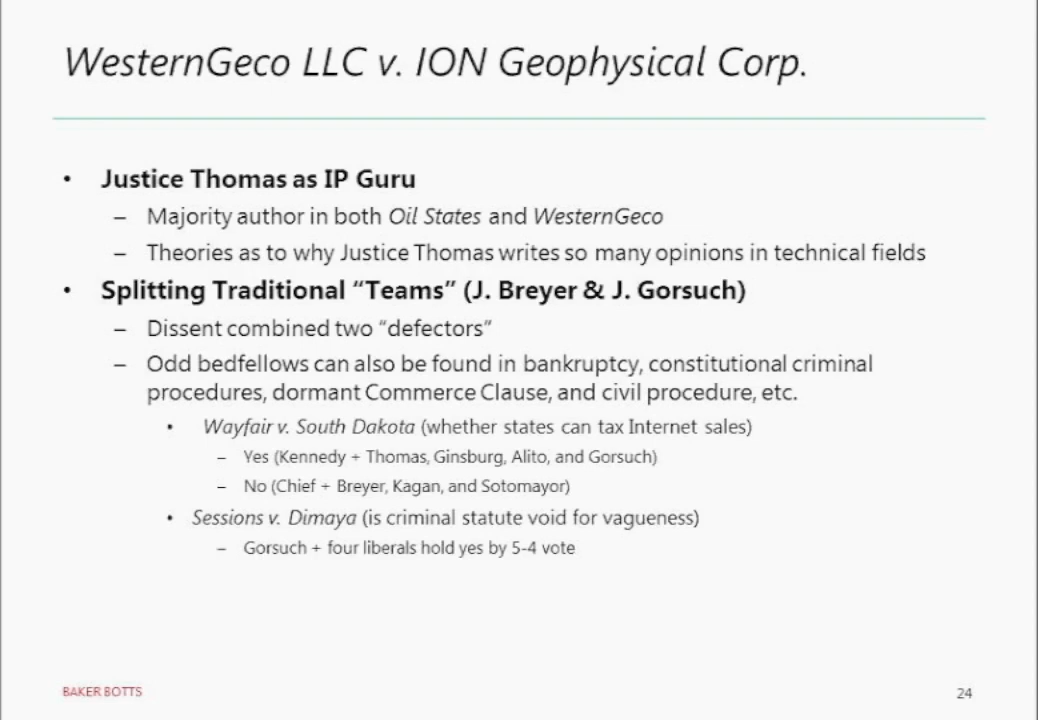 WesternGeco LLC v. ION Geophysical Corp.
• Justice Thomas as IP Guru
– Majority author in both Oil States and WesternGeco
– Theories as to why Justice Thomas writes so many opinions in technical fields
• Splitting Traditional “Teams” (J. Breyer & J. Gorsuch)
– Dissent combined two “defectors”
– Odd bedfellows can also be found in bankruptcy, constitutional criminal
procedures, dormant Commerce Clause, and civil procedure, etc.
• Wayfair v. South Dakota (whether states can tax Internet sales)
– Yes (Kennedy + Thomas, Ginsburg, Alito, and Gorsuch)
– No (Chief + Breyer, Kagan, and Sotomayor)
• Sessions v. Dimaya (is criminal statute void for vagueness)
– Gorsuch + four liberals hold yes by 5-4 vote
BAKER BOTTS
24